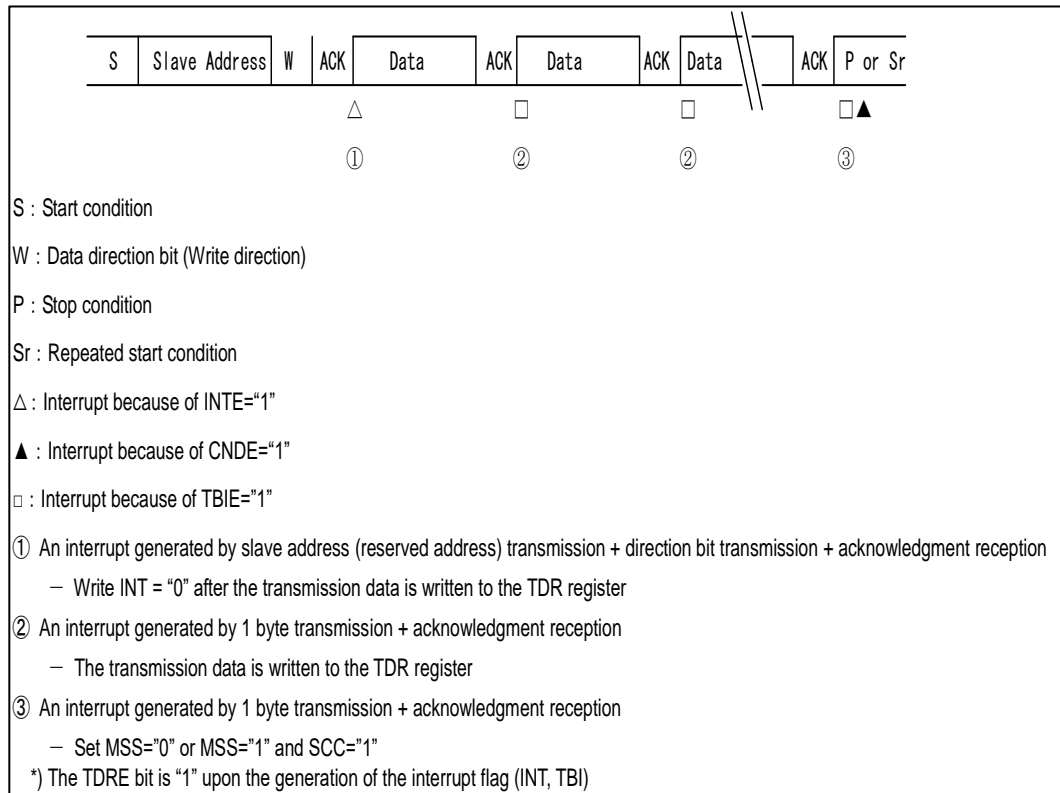 S Slave Address W ACK Data ACK Data ACK Data ACK P or Sr
△ □ □ □▲
① ② ② ③
S : Start condition
W : Data direction bit (Write direction)
P : Stop condition
Sr : Repeated start condition
△ : Interrupt because of INTE=“1”
▲ : Interrupt because of CNDE=“1”
□ : Interrupt because of TBIE=”1”
① An interrupt generated by slave address (reserved address) transmission + direction bit transmission + acknowledgment reception
− Write INT = “0” after the transmission data is written to the TDR register
② An interrupt generated by 1 byte transmission + acknowledgment reception
− The transmission data is written to the TDR register
③ An interrupt generated by 1 byte transmission + acknowledgment reception
− Set MSS=”0” or MSS=”1” and SCC=”1”
*) The TDRE bit is “1” upon the generation of the interrupt flag (INT, TBI)